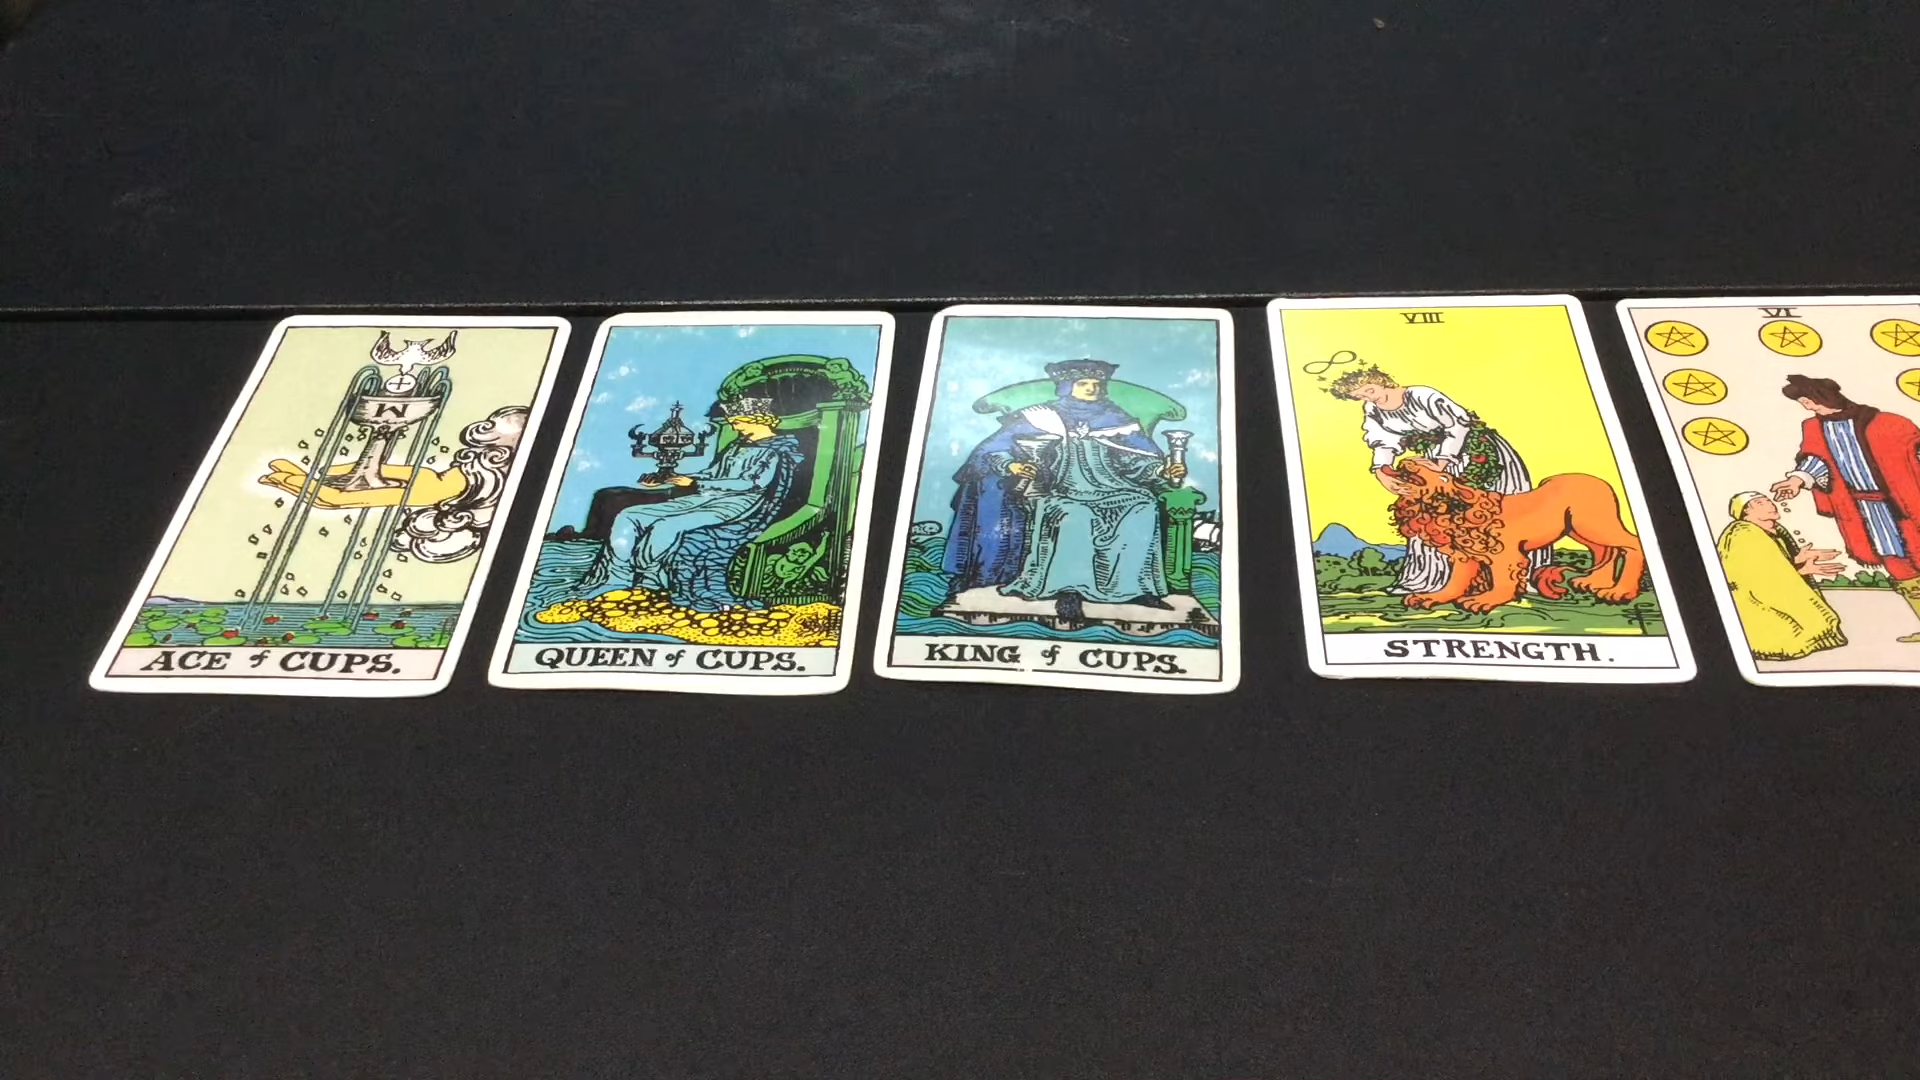 ACE of CUPS.
QUEEN of CUPS.
KING of CUPS.
VIII
STRENGTH.
VI